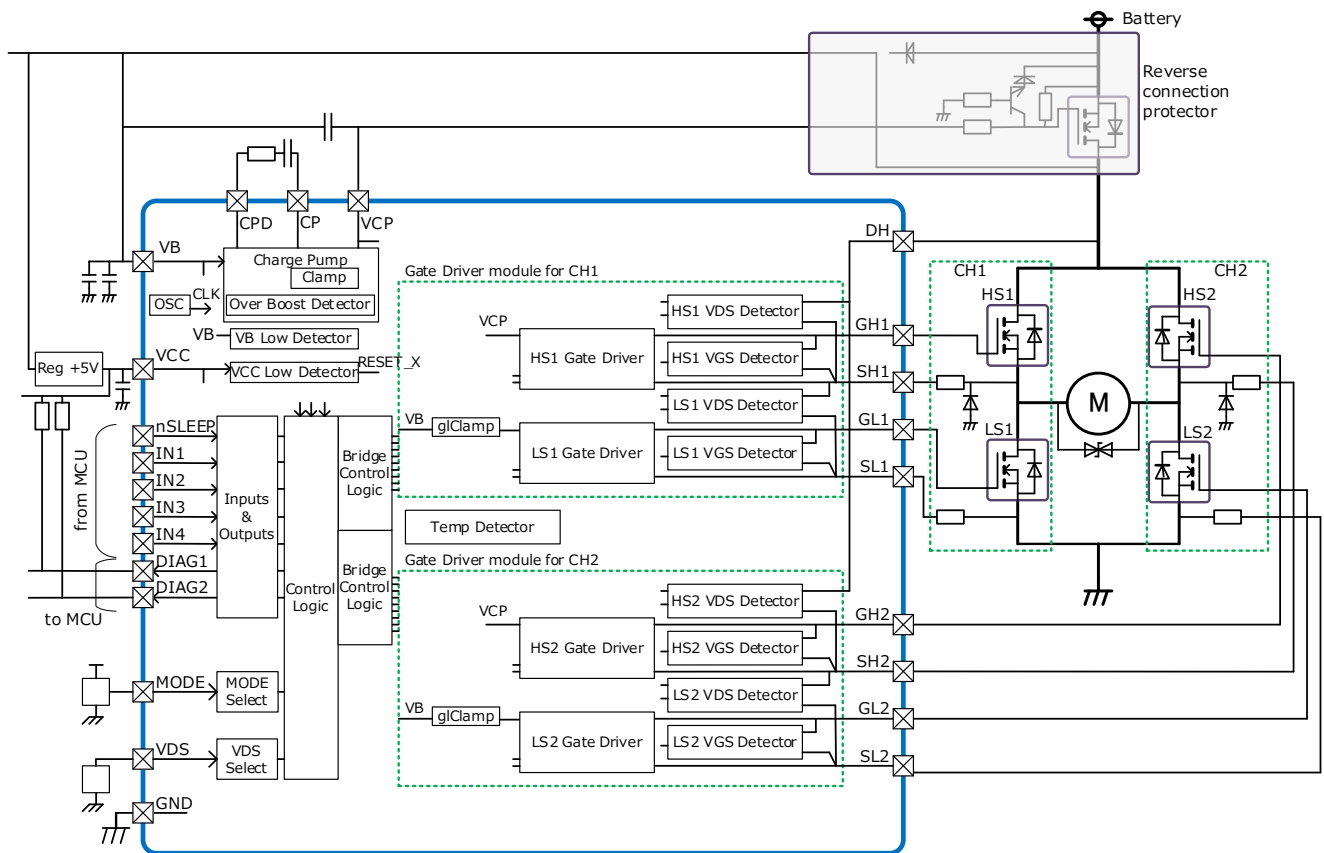 Battery
Reverse
connection
protector
CPD
CP
VCP
DH
VB
Charge Pump
Clamp
Over Boost Detector
OSC
CLK
VB
VB Low Detector
VCC
Reg +5V
VCC Low Detector
RESET_X
Gate Driver module for CH1
HS1 VDS Detector
VCP
HS1 Gate Driver
HS1 VGS Detector
LS1 VDS Detector
VB
glClamp
LS1 Gate Driver
LS1 VGS Detector
GH1
SH1
GL1
SL1
CH1
CH2
HS1
HS2
M
LS1
LS2
from MCU
nSLEEP
IN1
IN2
IN3
IN4
DIAG1
DIAG2
to MCU
Inputs
&
Outputs
Control
Logic
Bridge
Control
Logic
Bridge
Control
Logic
Temp Detector
Gate Driver module for CH2
HS2 VDS Detector
VCP
HS2 Gate Driver
HS2 VGS Detector
LS2 VDS Detector
VB
glClamp
LS2 Gate Driver
LS2 VGS Detector
GH2
SH2
GL2
SL2
MODE
MODE
Select
VDS
VDS
Select
GND